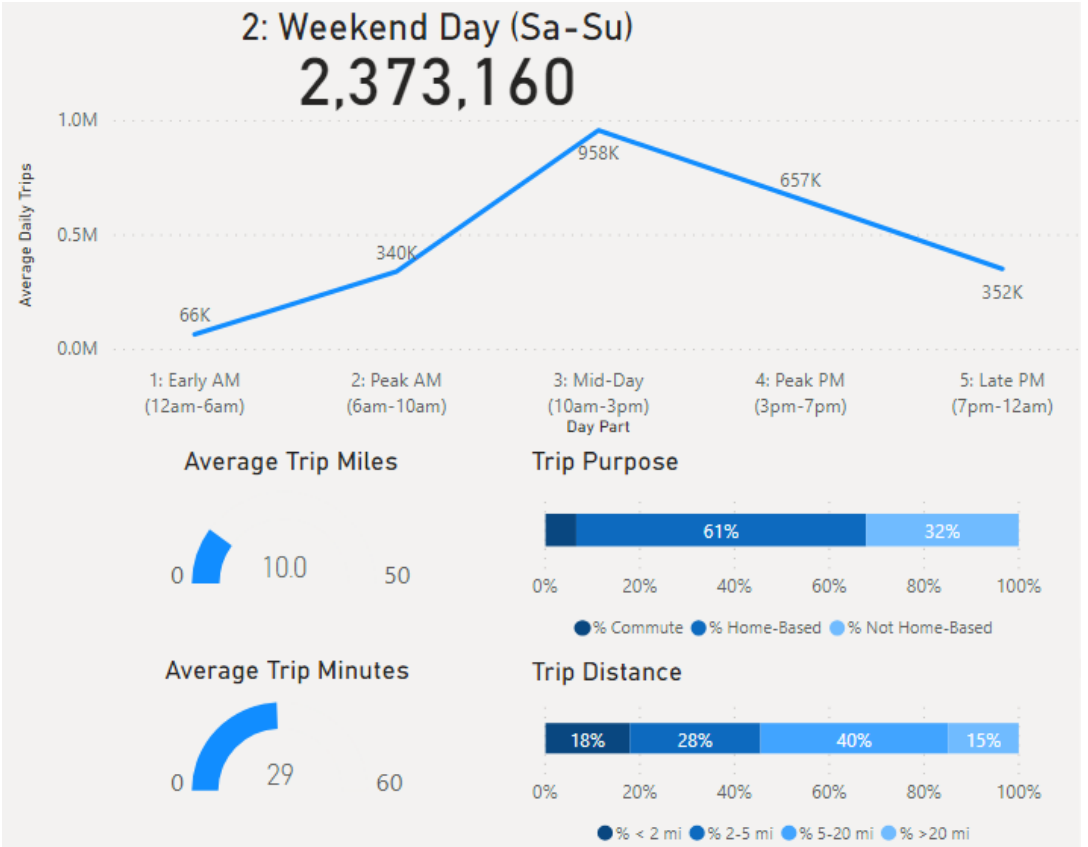 2: Weekend Day (Sa-Su)
2,373,160
1.0M
958K
657K
0.5M
340K
352K
66K
0.0M
Average Daily Trips
1: Early AM 2: Peak AM 3: Mid-Day 4: Peak PM 5: Late PM
(12am-6am) (6am-10am) (10am-3pm) (3pm-7pm) (7pm-12am)
Day Part
Average Trip Miles
0 10.0 50
Trip Purpose
61% 32%
0% 20% 40% 60% 80% 100%
% Commute % Home-Based % Not Home-Based
Average Trip Minutes
0 29 60
Trip Distance
18% 28% 40% 15%
0% 20% 40% 60% 80% 100%
% < 2 mi % 2-5 mi % 5-20 mi % >20 mi